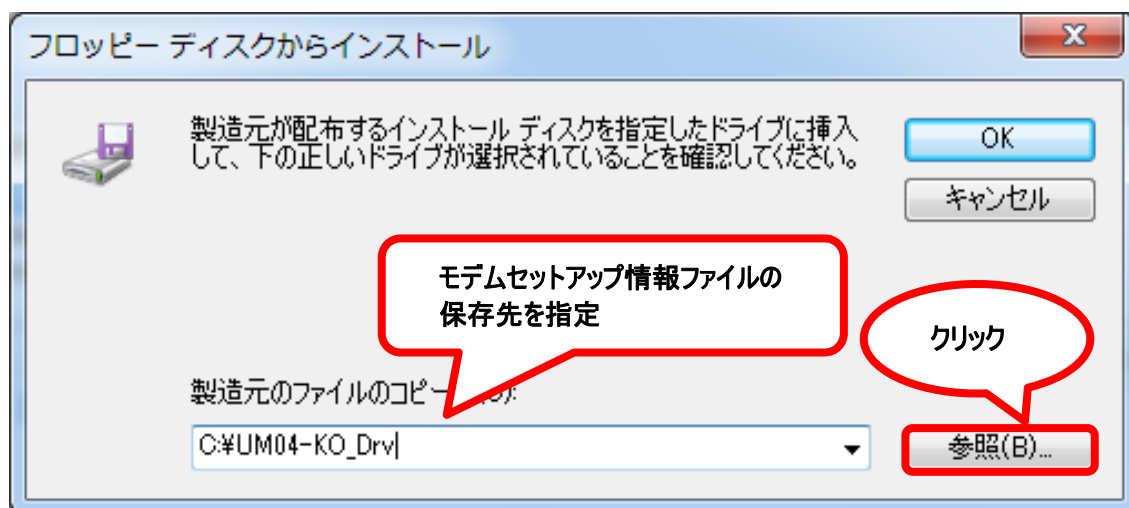 フロッピー ディスクからインストール
製造元が配布するインストール ディスクを指定したドライブに挿入
して、下の正しいドライブが選択されていることを確認してください。
OK
キャンセル
モデムセットアップ情報ファイルの
保存先を指定
クリック
製造元のファイルのコピー
C:¥UM04-KO_Drv
参照(B)...